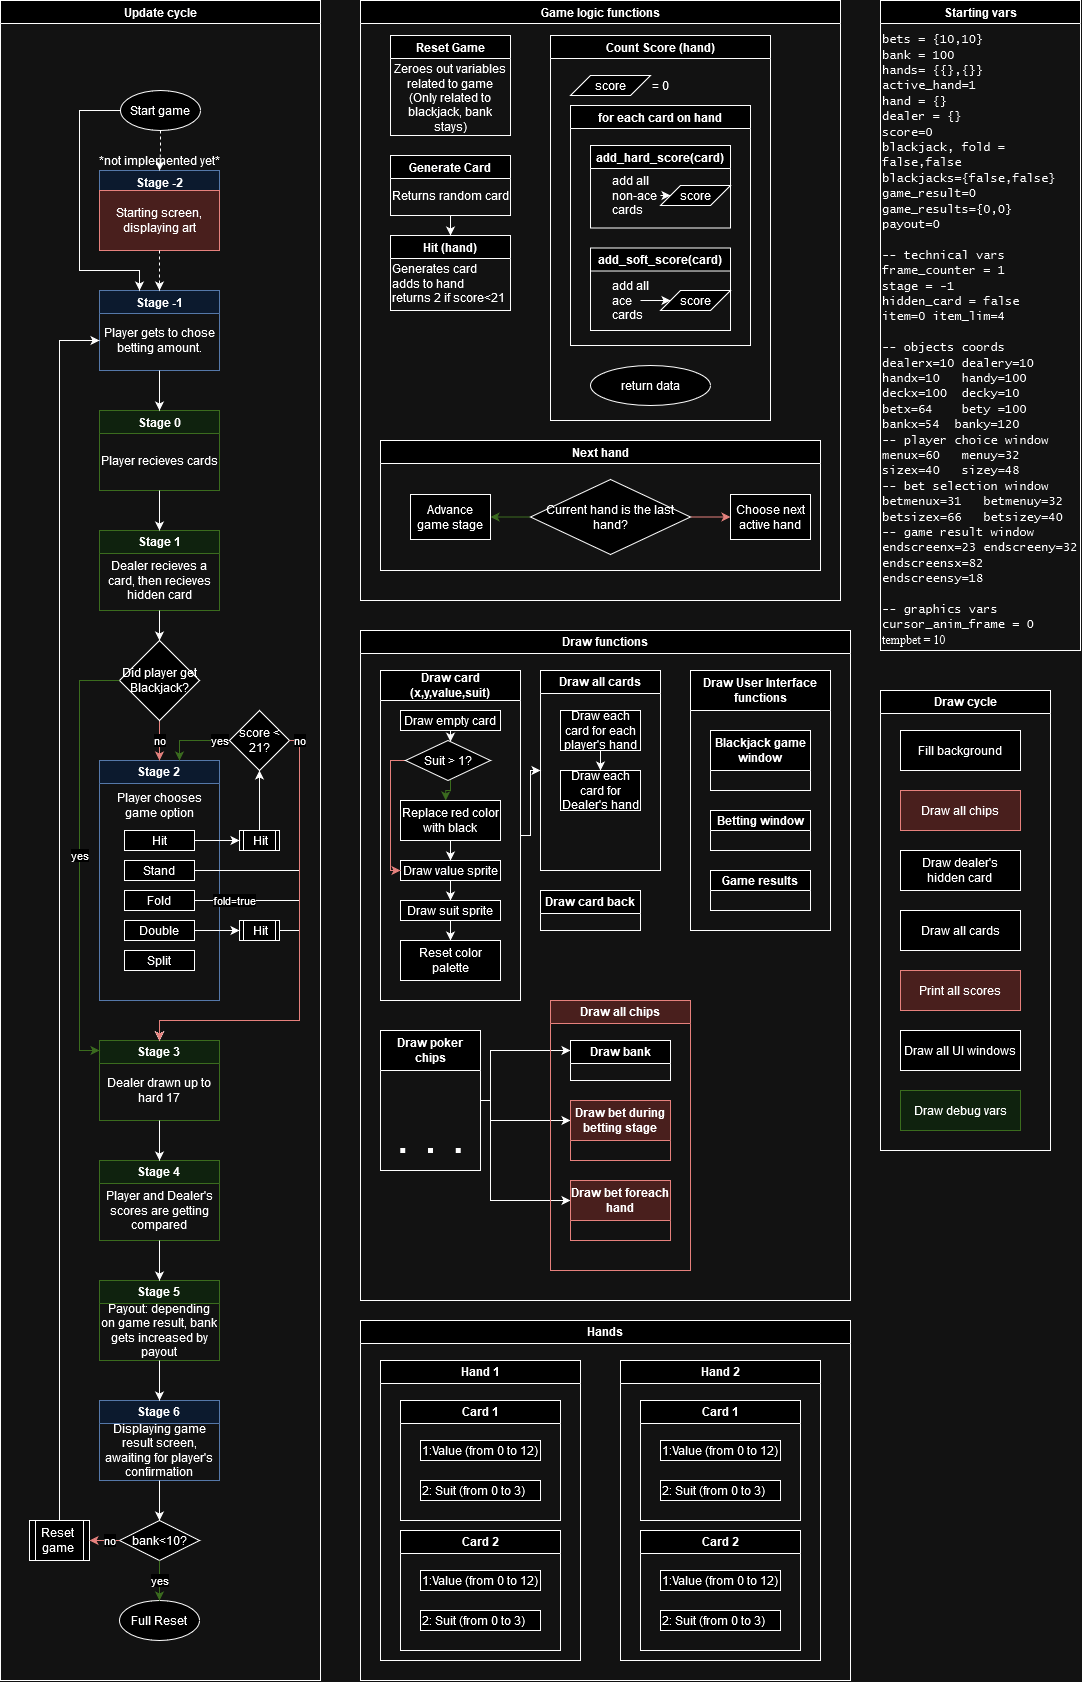 Update cycle
Start game
*not implemented yet*
Stage -2
Starting screen,
displaying art
Stage -1
Player gets to chose
betting amount.
Stage 0
Player recieves cards
Stage 1
Dealer recieves a
card, then recieves
hidden card
Did player get
Blackjack?
no
yes
score <
21?
yes
no
Stage 2
Player chooses
game option
Hit
Hit
Stand
Fold
fold=true
Double
Hit
Split
Stage 3
Dealer drawn up to
hard 17
Stage 4
Player and Dealer's
scores are getting
compared
Stage 5
Payout: depending
on game result, bank
gets increased by
payout
Stage 6
Displaying game
result screen,
awaiting for player's
confirmation
bank<10?
no
Reset
game
yes
Full Reset
Game logic functions
Reset Game
Zeroes out variables
related to game
(Only related to
blackjack, bank
stays)
Generate Card
Returns random card
Hit (hand)
Generates card
adds to hand
returns 2 if score<21
Count Score (hand)
score
= 0
for each card on hand
add_hard_score(card)
add all
non-ace
cards
score
add_soft_score(card)
add all
ace
cards
score
return data
Next hand
Advance
game stage
Current hand is the last
hand?
Choose next
active hand
Draw functions
Draw card
(x,y,value,suit)
Draw empty card
Suit > 1?
Replace red color
with black
Draw value sprite
Draw suit sprite
Reset color
palette
Draw all cards
Draw each
card for each
player's hand
Draw each
card for
Dealer's hand
Draw card back
Draw User Interface
functions
Blackjack game
window
Betting window
Game results
Draw poker
chips
. . .
Draw all chips
Draw bank
Draw bet during
betting stage
Draw bet foreach
hand
Hands
Hand 1
Card 1
1:Value (from 0 to 12)
2: Suit (from 0 to 3)
Card 2
1:Value (from 0 to 12)
2: Suit (from 0 to 3)
Hand 2
Card 1
1:Value (from 0 to 12)
2: Suit (from 0 to 3)
Card 2
1:Value (from 0 to 12)
2: Suit (from 0 to 3)
Starting vars
bets = {10,10}
bank = 100
hands= {{},{}}
active_hand=1
hand = {}
dealer = {}
score=0
blackjack, fold =
false,false
blackjacks={false,false}
game_result=0
game_results={0,0}
payout=0
-- technical vars
frame_counter = 1
stage = -1
hidden_card = false
item=0 item_lim=4
-- objects coords
dealerx=10 dealery=10
handx=10 handy=100
deckx=100 decky=10
betx=64 bety =100
bankx=54 banky=120
-- player choice window
menux=60 menuy=32
sizex=40 sizey=48
-- bet selection window
betmenux=31 betmenuy=32
betsizex=66 betsizey=40
-- game result window
endscreenx=23 endscreeny=32
endscreensx=82
endscreensy=18
-- graphics vars
cursor_anim_frame = 0
tempbet = 10
Draw cycle
Fill background
Draw all chips
Draw dealer's
hidden card
Draw all cards
Print all scores
Draw all UI windows
Draw debug vars